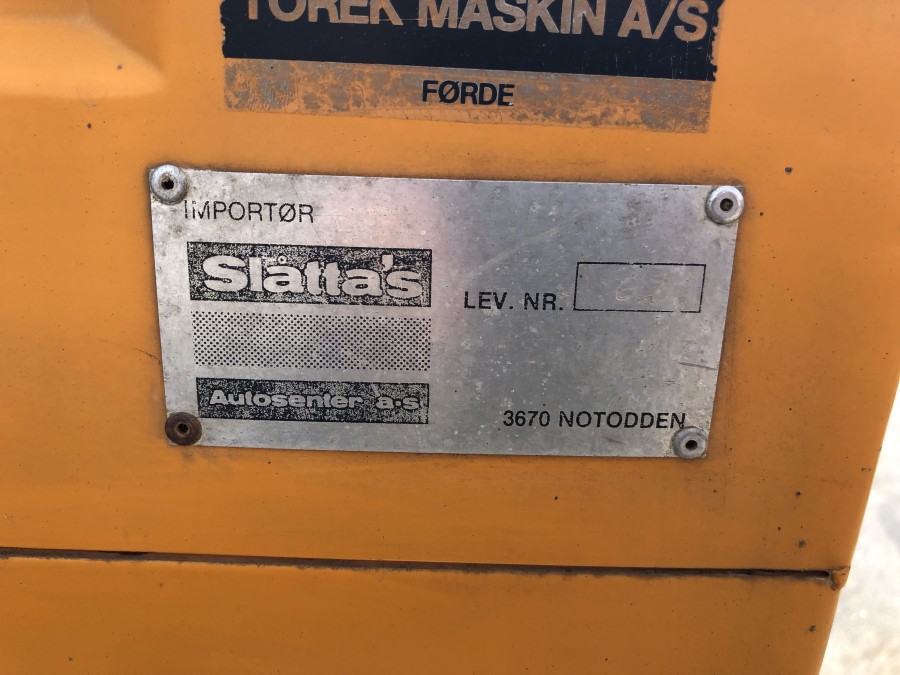 TOREK MASKIN A/S
FØRDE
IMPORTØR
Slåtta's
LEV. NR.
Autosenter a·s
3670 NOTODDEN